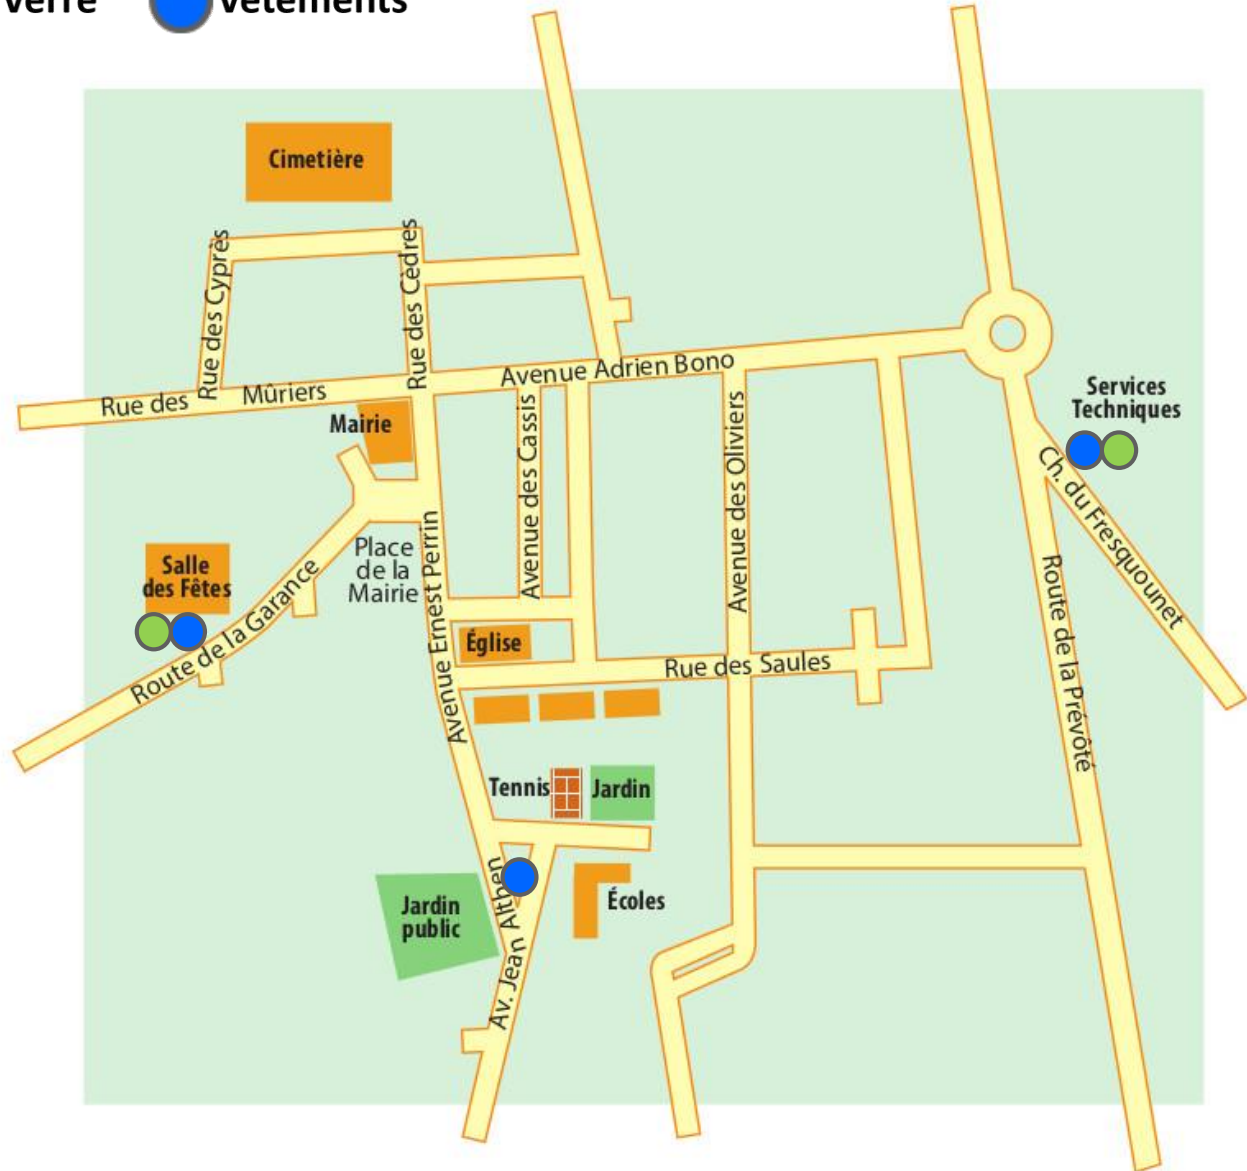 verre vêtements
Cimetière
Rue des Cyprès
Rue des Cèdres
Rue des Mûriers
Avenue Adrien Bono
Mairie
Services
Techniques
Avenue des Cassis
Avenue des Oliviers
Ch. du Fresquounet
Place
de la
Mairie
Avenue Ernest Perrin
Salle
des Fêtes
Route de la Garance
Église
Rue des Saules
Route de la Prévôté
Tennis
Jardin
Jardin
public
Av. Jean Althen
Écoles